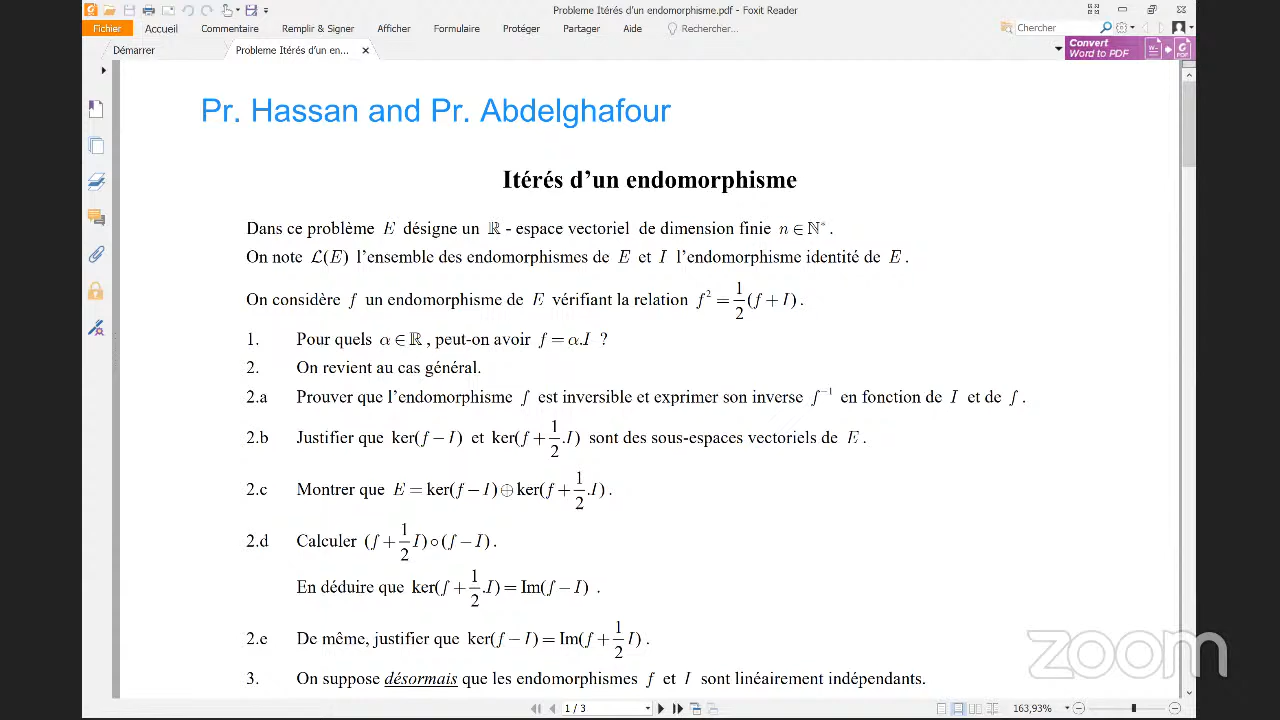 Probleme Itérés d'un endomorphisme.pdf - Foxit Reader
Fichier Accueil Commentaire Remplir & Signer Afficher Formulaire Protéger Partager Aide Recherchez... Chercher
Démarrer Probleme Itérés d'un en... Convert Word to PDF
Pr. Hassan and Pr. Abdelghafour
Itérés d'un endomorphisme
Dans ce problème E désigne un ℝ - espace vectoriel de dimension finie n ∈ ℕ*.
On note ℒ(E) l'ensemble des endomorphismes de E et I l'endomorphisme identité de E.
On considère f un endomorphisme de E vérifiant la relation f² = 1/2 (f + I).
1. Pour quels α ∈ ℝ, peut-on avoir f = α.I ?
2. On revient au cas général.
2.a Prouver que l'endomorphisme f est inversible et exprimer son inverse f⁻¹ en fonction de I et de f.
2.b Justifier que ker(f − I) et ker(f + 1/2 .I) sont des sous-espaces vectoriels de E.
2.c Montrer que E = ker(f − I) ⊕ ker(f + 1/2 .I).
2.d Calculer (f + 1/2 I) ∘ (f − I).
En déduire que ker(f + 1/2 .I) = Im(f − I) .
2.e De même, justifier que ker(f − I) = Im(f + 1/2 I).
3. On suppose désormais que les endomorphismes f et I sont linéairement indépendants.
zoom
1 / 3 163,93%